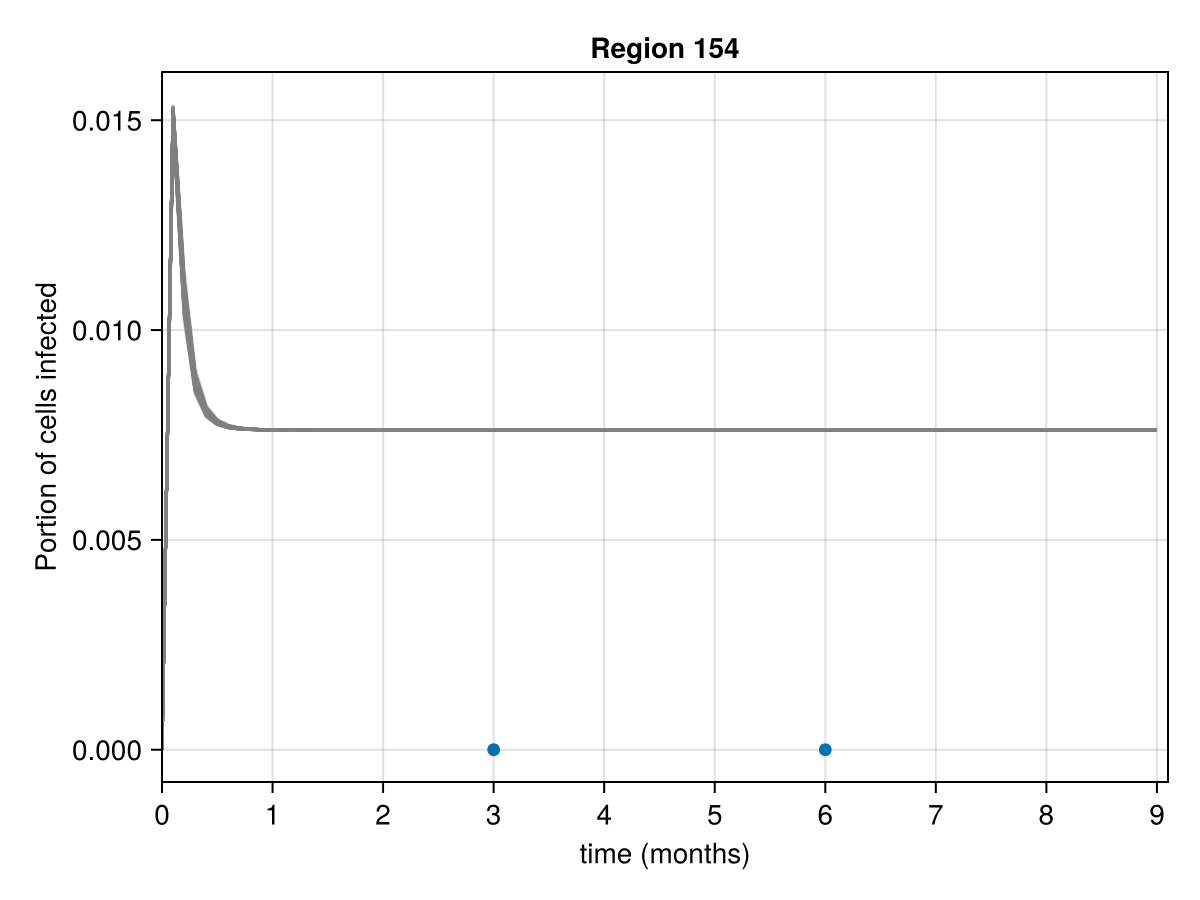 Region 154
Portion of cells infected
0.015
0.010
0.005
0.000
0 1 2 3 4 5 6 7 8 9
time (months)